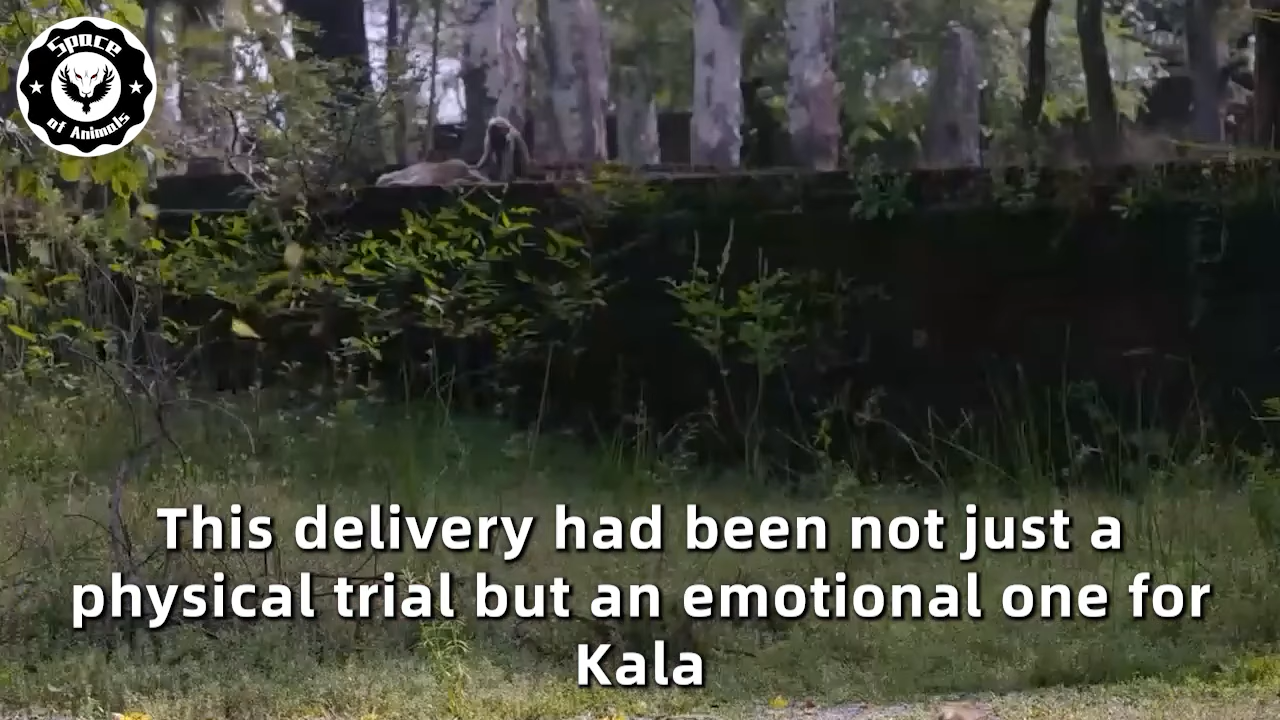 Space
of Animals
This delivery had been not just a
physical trial but an emotional one for
Kala